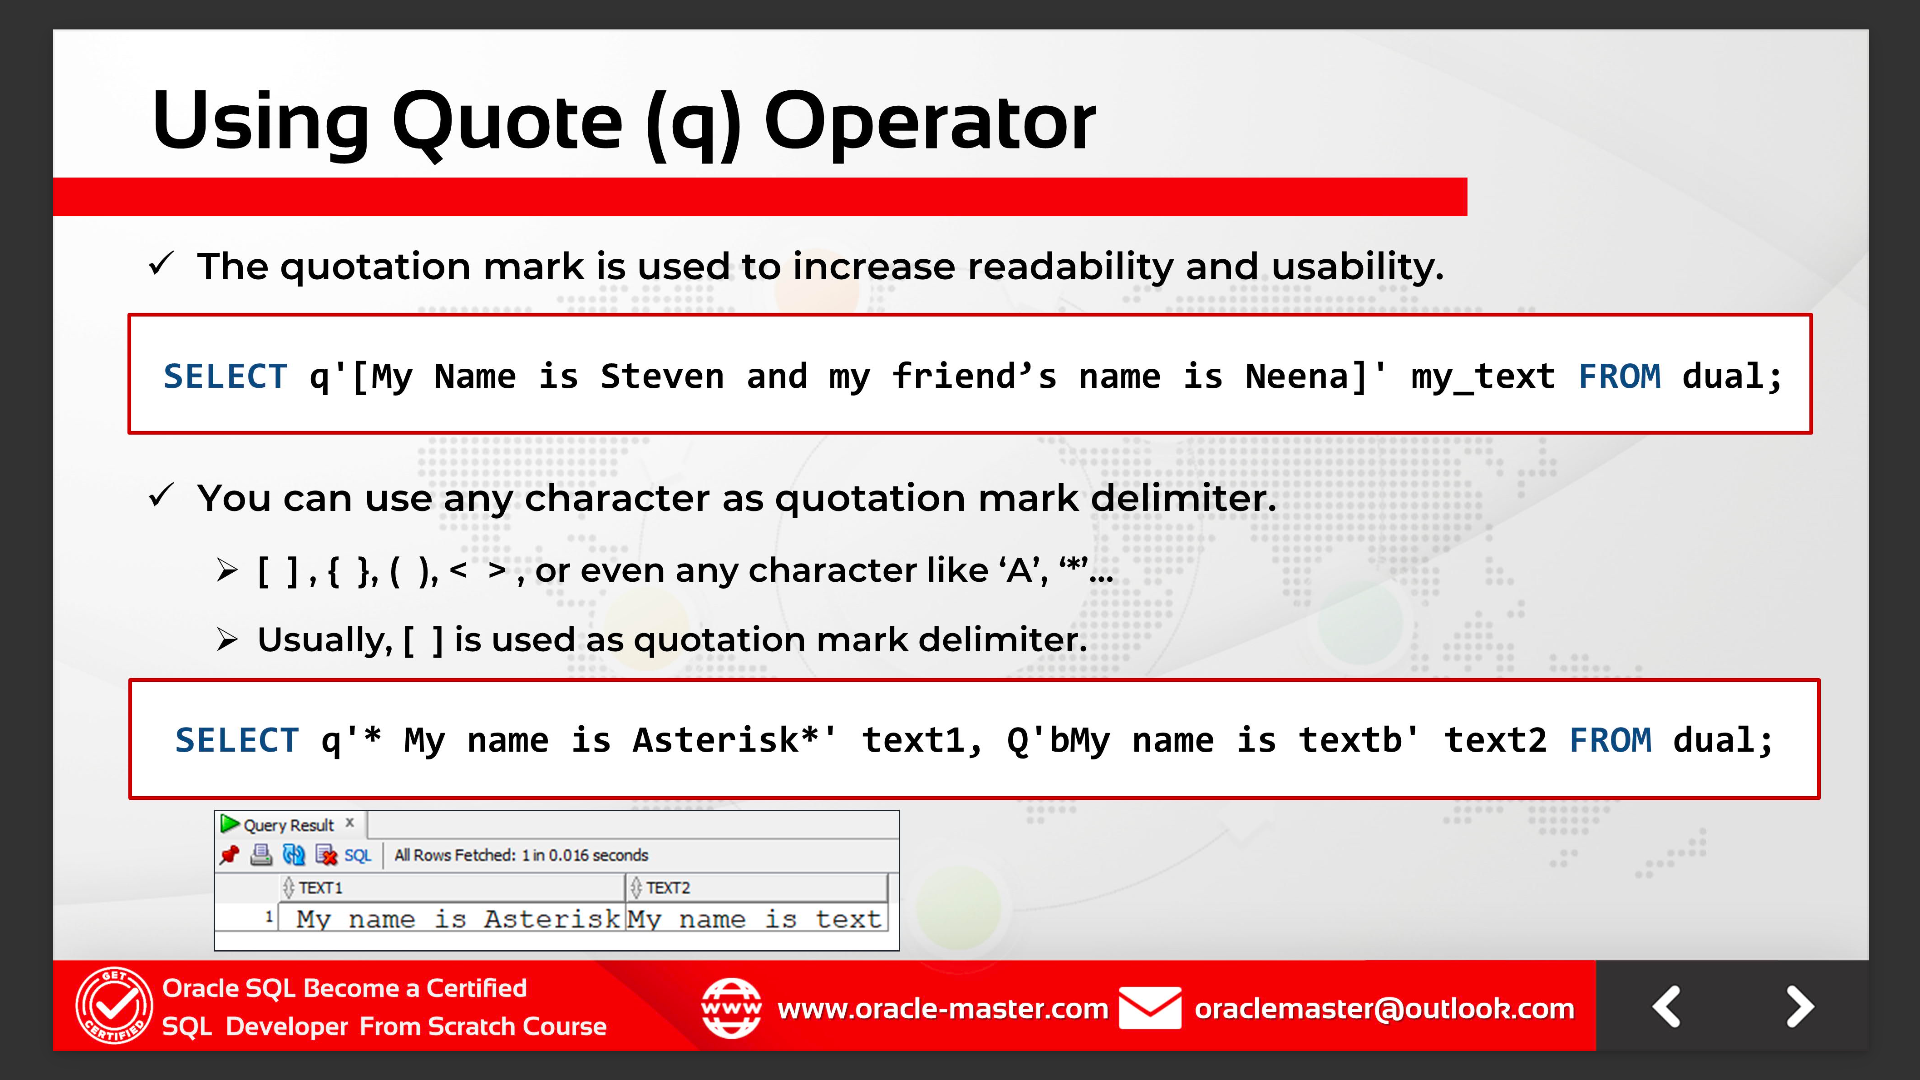 Using Quote (q) Operator
✓ The quotation mark is used to increase readability and usability.
SELECT q'[My Name is Steven and my friend’s name is Neena]' my_text FROM dual;
✓ You can use any character as quotation mark delimiter.
➢ [ ] , { }, ( ), < > , or even any character like ‘A’, ‘*’...
➢ Usually, [ ] is used as quotation mark delimiter.
SELECT q'* My name is Asterisk*' text1, Q'bMy name is textb' text2 FROM dual;
Query Result x
SQL | All Rows Fetched: 1 in 0.016 seconds
TEXT1 TEXT2
1 My name is Asterisk My name is text
GET CERTIFIED
Oracle SQL Become a Certified
SQL Developer From Scratch Course
www www.oracle-master.com oraclemaster@outlook.com